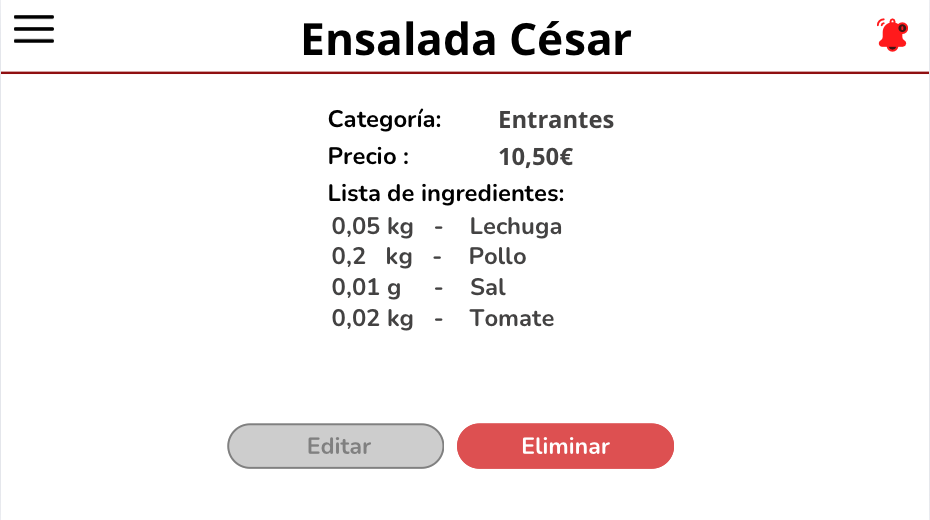 Ensalada César
Categoría: Entrantes
Precio : 10,50€
Lista de ingredientes:
0,05 kg - Lechuga
0,2 kg - Pollo
0,01 g - Sal
0,02 kg - Tomate
Editar Eliminar